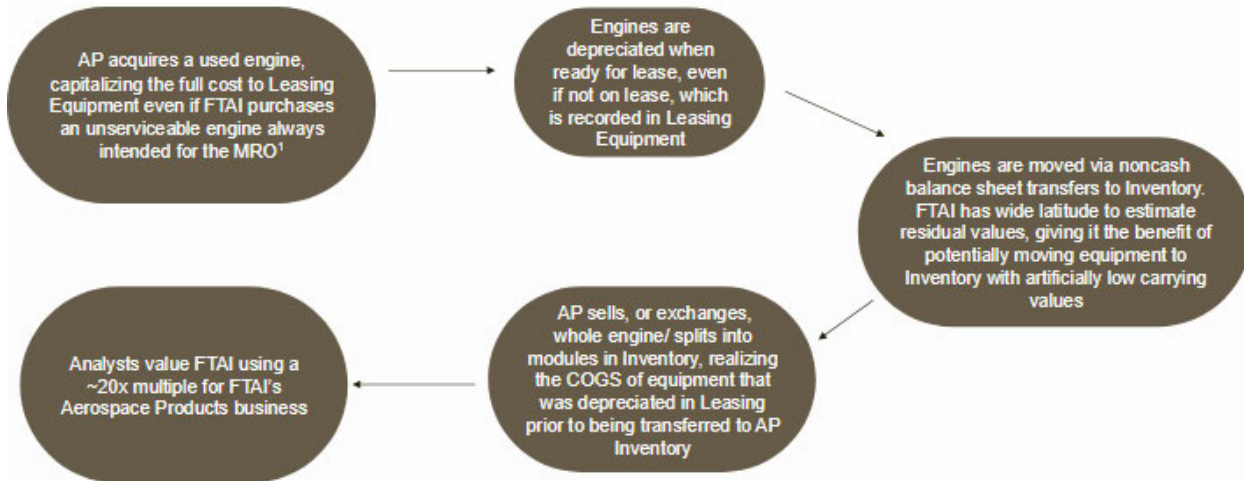 AP acquires a used engine,
capitalizing the full cost to Leasing
Equipment even if FTAI purchases
an unserviceable engine always
intended for the MRO¹
Engines are
depreciated when
ready for lease, even
if not on lease, which
is recorded in Leasing
Equipment
Engines are moved via noncash
balance sheet transfers to Inventory.
FTAI has wide latitude to estimate
residual values, giving it the benefit of
potentially moving equipment to
Inventory with artificially low carrying
values
AP sells, or exchanges,
whole engine/ splits into
modules in Inventory, realizing
the COGS of equipment that
was depreciated in Leasing
prior to being transferred to AP
Inventory
Analysts value FTAI using a
~20x multiple for FTAI's
Aerospace Products business